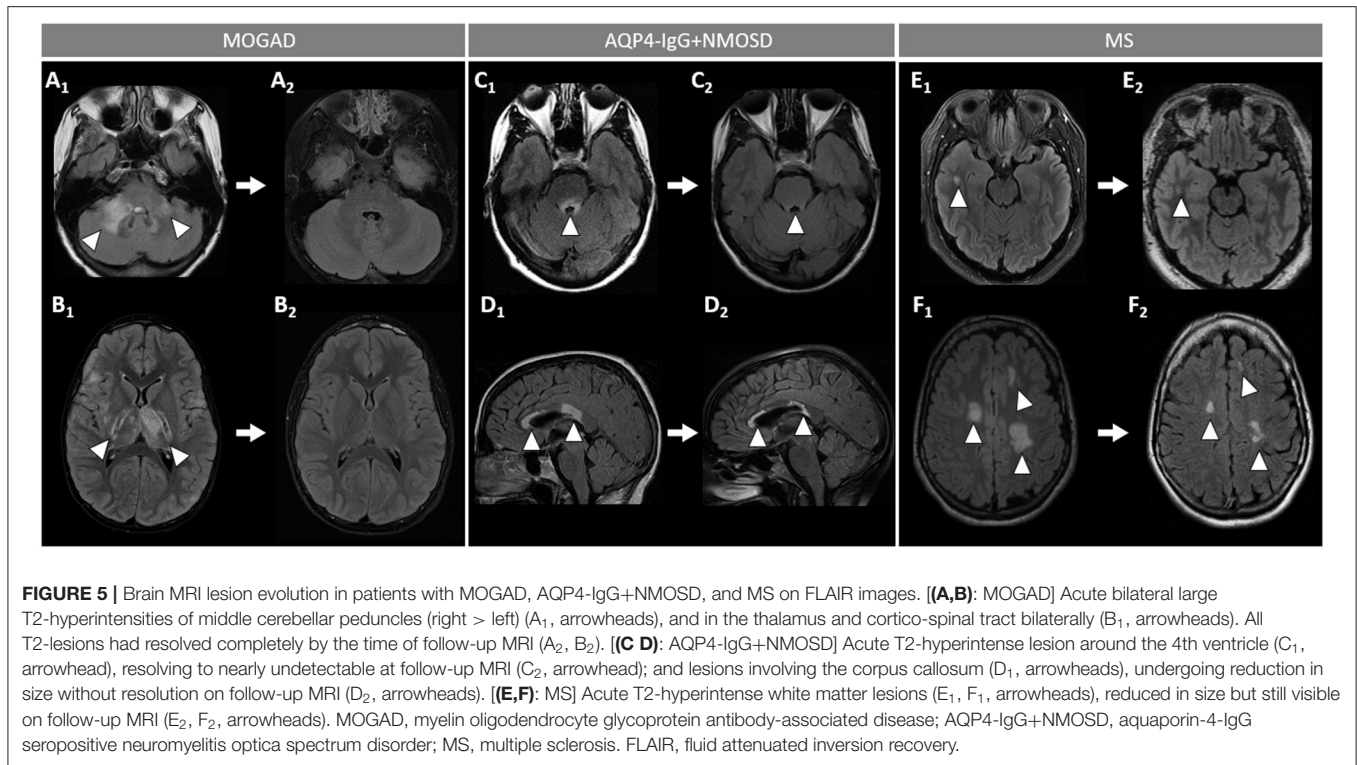 MOGAD
AQP4-IgG+NMOSD
MS
A1
A2
C1
C2
E1
E2
B1
B2
D1
D2
F1
F2
FIGURE 5 | Brain MRI lesion evolution in patients with MOGAD, AQP4-IgG+NMOSD, and MS on FLAIR images. [(A,B): MOGAD] Acute bilateral large
T2-hyperintensities of middle cerebellar peduncles (right > left) (A1, arrowheads), and in the thalamus and cortico-spinal tract bilaterally (B1, arrowheads). All
T2-lesions had resolved completely by the time of follow-up MRI (A2, B2). [(C D): AQP4-IgG+NMOSD] Acute T2-hyperintense lesion around the 4th ventricle (C1,
arrowhead), resolving to nearly undetectable at follow-up MRI (C2, arrowhead); and lesions involving the corpus callosum (D1, arrowheads), undergoing reduction in
size without resolution on follow-up MRI (D2, arrowheads). [(E,F): MS] Acute T2-hyperintense white matter lesions (E1, F1, arrowheads), reduced in size but still visible
on follow-up MRI (E2, F2, arrowheads). MOGAD, myelin oligodendrocyte glycoprotein antibody-associated disease; AQP4-IgG+NMOSD, aquaporin-4-IgG
seropositive neuromyelitis optica spectrum disorder; MS, multiple sclerosis. FLAIR, fluid attenuated inversion recovery.